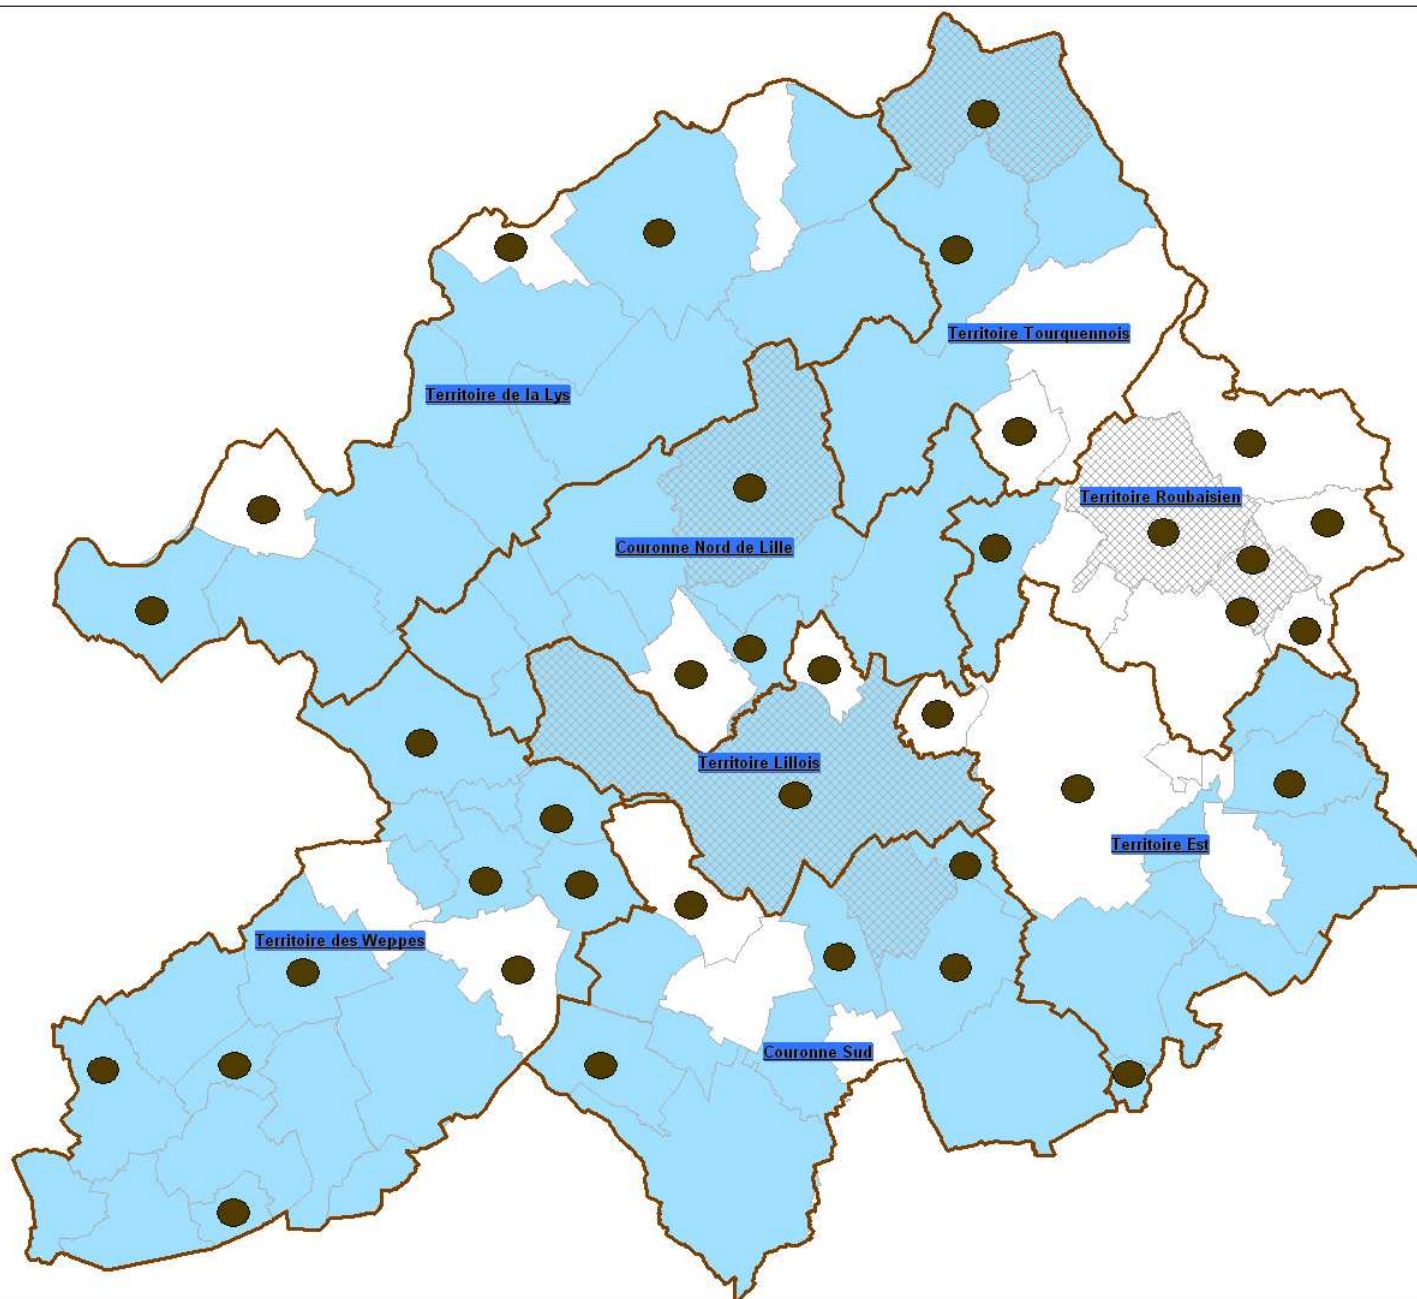 Territoire Tourquennois
Territoire de la Lys
Territoire Roubaisien
Couronne Nord de Lille
Territoire Lillois
Territoire Est
Territoire des Weppes
Couronne Sud